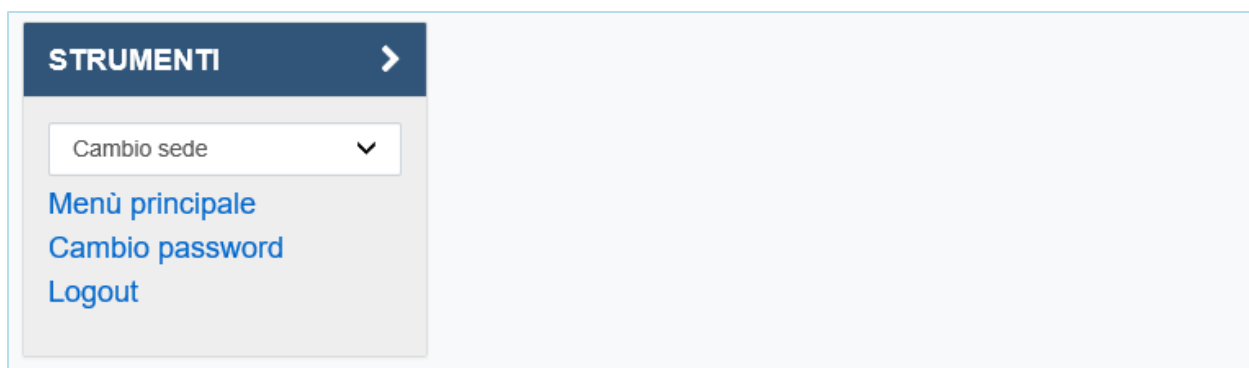 STRUMENTI
Cambio sede
Menù principale
Cambio password
Logout